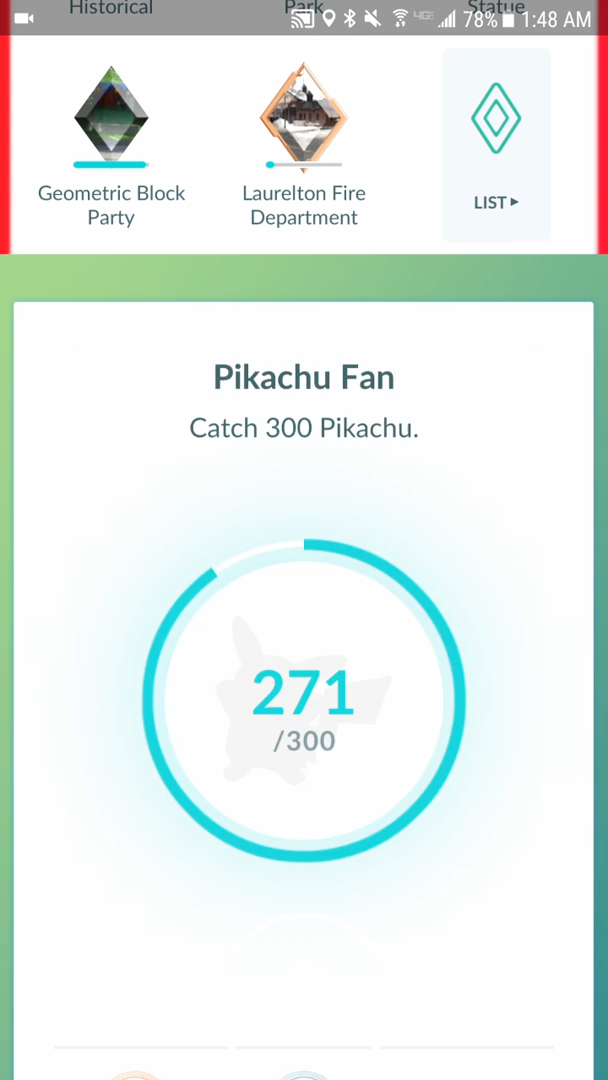 Historical
Park
Statue
4G
78%
1:48 AM
Geometric Block
Party
Laurelton Fire
Department
LIST
Pikachu Fan
Catch 300 Pikachu.
271
/300